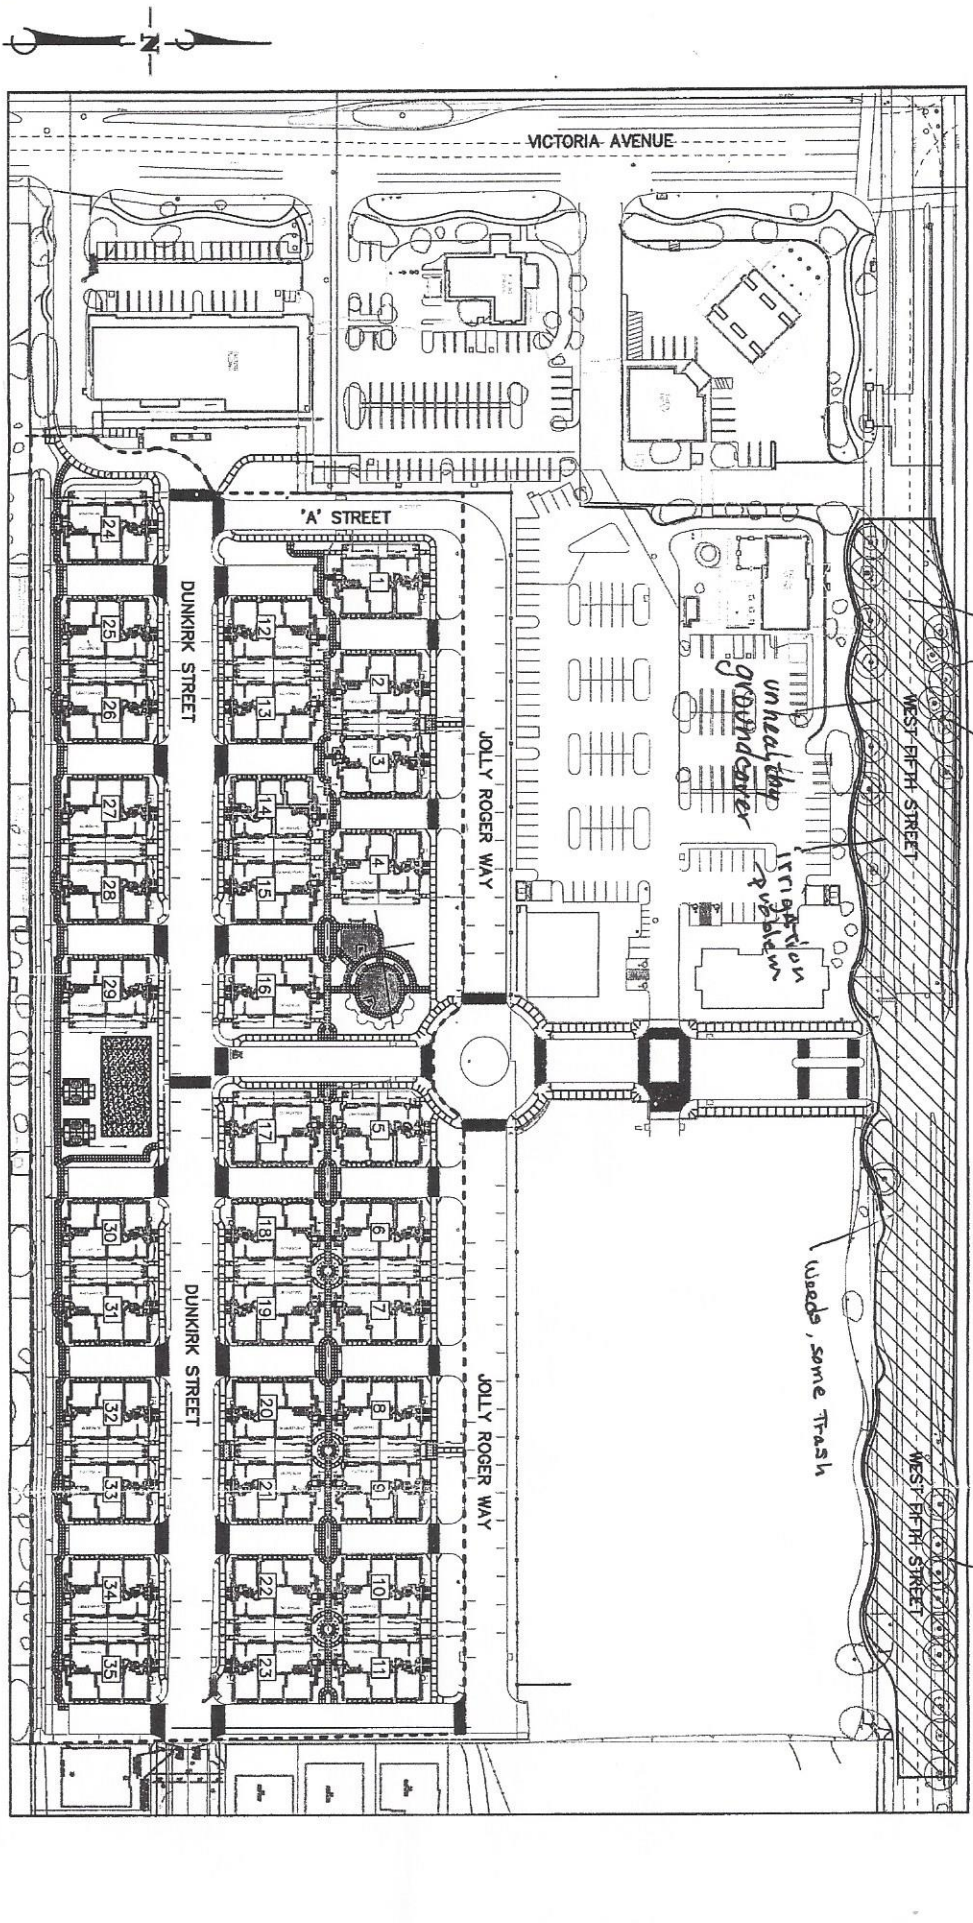 N
VICTORIA AVENUE
'A' STREET
DUNKIRK STREET
JOLLY ROGER WAY
WEST FIFTH STREET
unhealthy
groundcover
Irrigation
problem
24
25
26
27
28
29
12
13
14
15
16
1
2
3
4
17
5
30
31
18
19
6
7
DUNKIRK STREET
JOLLY ROGER WAY
WEST FIFTH STREET
Weeds, some Trash
32
33
20
21
8
9
34
35
22
23
10
11